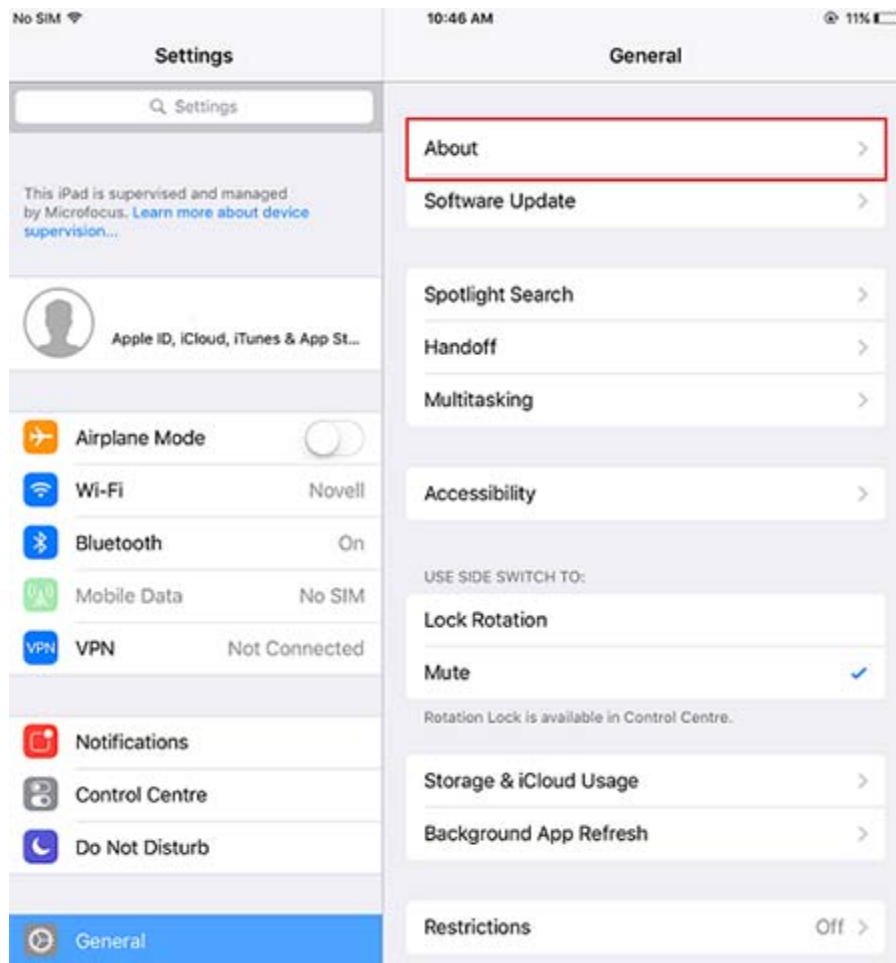 No SIM
10:46 AM
11%
Settings
General
Settings
This iPad is supervised and managed
by Microfocus. Learn more about device
supervision...
Apple ID, iCloud, iTunes & App St...
Airplane Mode
Wi-Fi Novell
Bluetooth On
Mobile Data No SIM
VPN VPN Not Connected
Notifications
Control Centre
Do Not Disturb
General
About
Software Update
Spotlight Search
Handoff
Multitasking
Accessibility
USE SIDE SWITCH TO:
Lock Rotation
Mute
Rotation Lock is available in Control Centre.
Storage & iCloud Usage
Background App Refresh
Restrictions Off